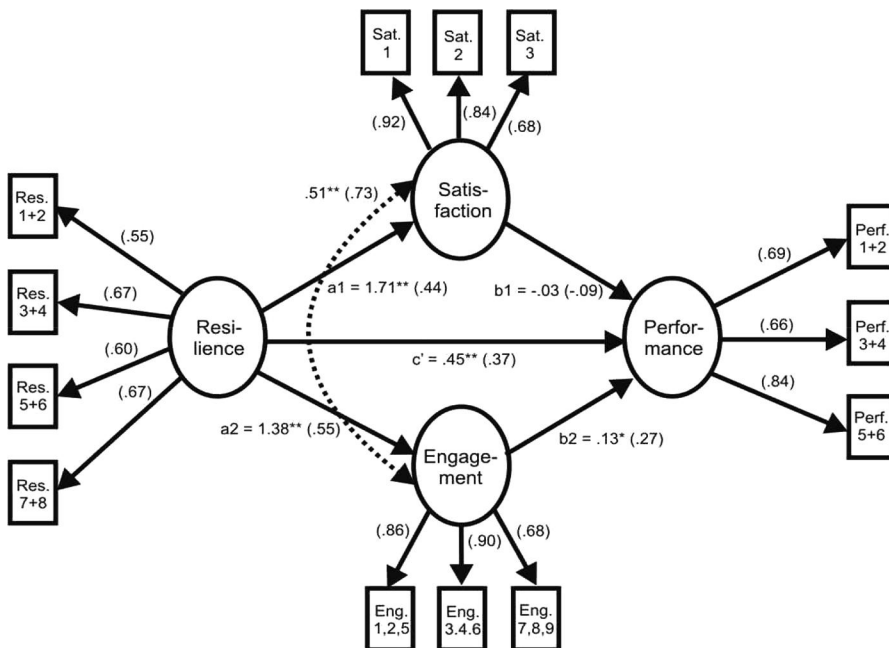 Sat.
1
Sat.
2
Sat.
3
(.92)
(.84)
(.68)
Res.
1+2
(.55)
.51** (.73)
Satis-
faction
Perf.
1+2
(.69)
Res.
3+4
(.67)
a1 = 1.71** (.44)
b1 = -.03 (-.09)
Resi-
lience
Perfor-
mance
(.66)
Perf.
3+4
Res.
5+6
(.60)
c' = .45** (.37)
(.67)
(.84)
Perf.
5+6
a2 = 1.38** (.55)
b2 = .13* (.27)
Engage-
ment
Res.
7+8
(.86)
(.90)
(.68)
Eng.
1,2,5
Eng.
3.4.6
Eng.
7,8,9